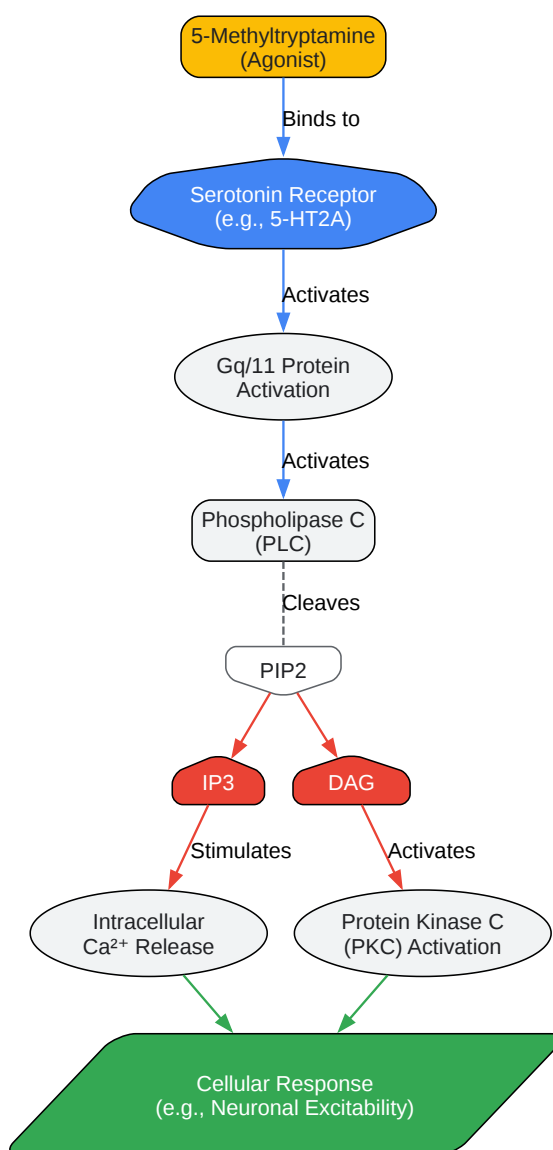 5-Methyltryptamine
(Agonist)
Binds to
Serotonin Receptor
(e.g., 5-HT2A)
Activates
Gq/11 Protein
Activation
Activates
Phospholipase C
(PLC)
Cleaves
PIP2
IP3
DAG
Stimulates
Activates
Intracellular
Ca²⁺ Release
Protein Kinase C
(PKC) Activation
Cellular Response
(e.g., Neuronal Excitability)